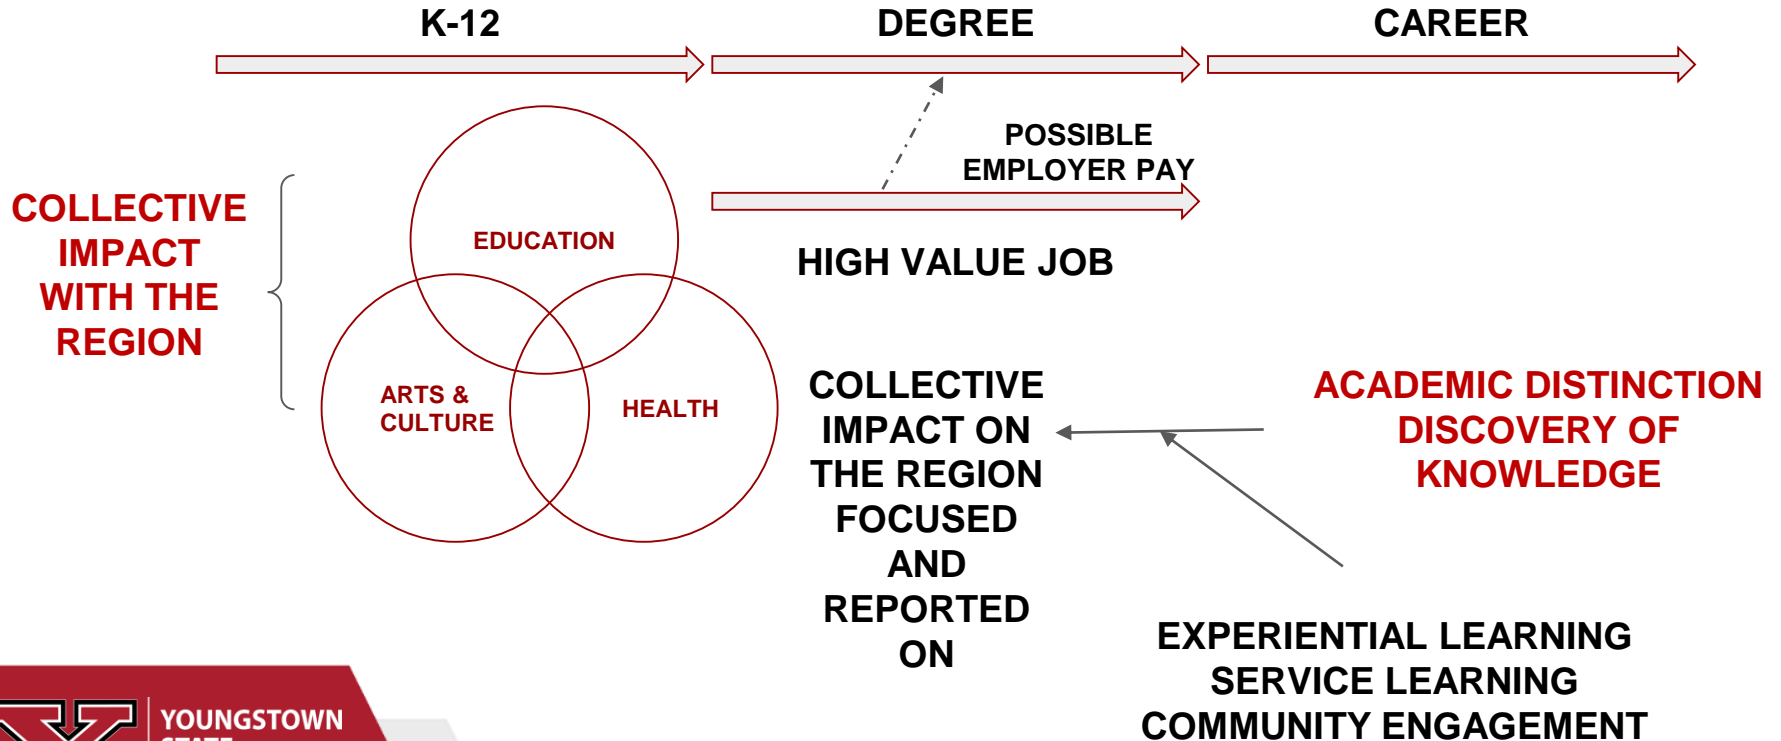 K-12
DEGREE
CAREER
POSSIBLE
EMPLOYER PAY
COLLECTIVE
IMPACT
WITH THE
REGION
EDUCATION
HIGH VALUE JOB
ARTS &
CULTURE
HEALTH
COLLECTIVE
IMPACT ON
THE REGION
FOCUSED
AND
REPORTED
ON
ACADEMIC DISTINCTION
DISCOVERY OF
KNOWLEDGE
EXPERIENTIAL LEARNING
SERVICE LEARNING
COMMUNITY ENGAGEMENT
Y
YOUNGSTOWN
STATE